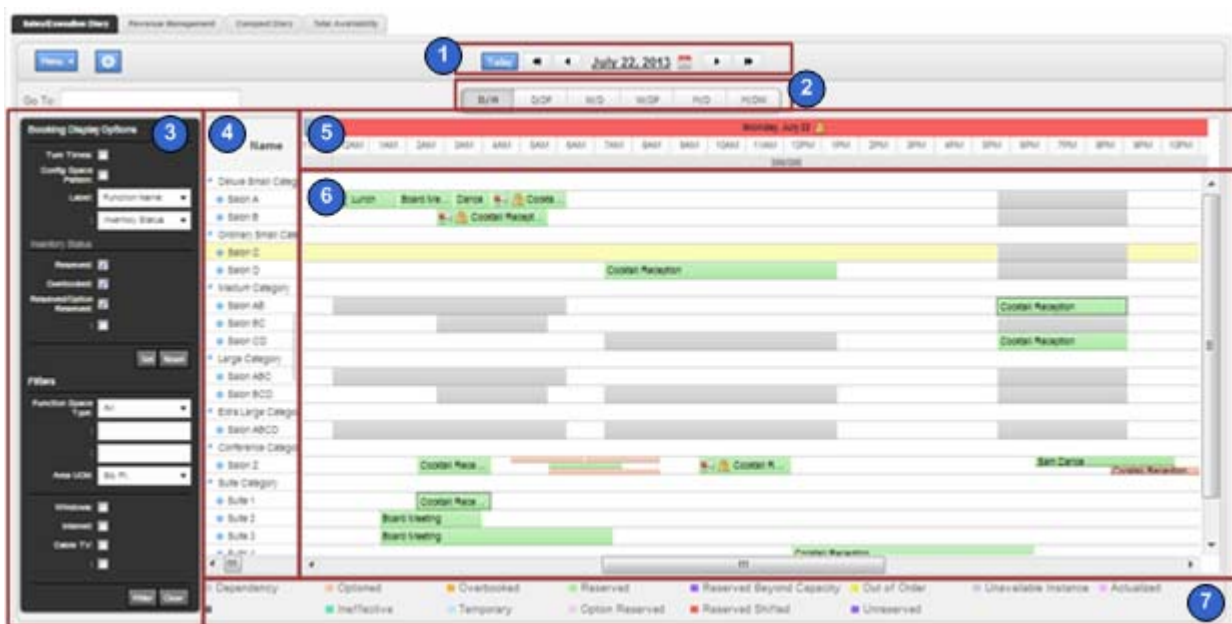 Sales/Executive Diary
Revenue Management
Compact Diary
Total Availability
Menu
Today
July 22, 2013
1
Go To:
D/H
D/DP
W/D
W/DP
M/D
M/DW
2
Booking Display Options
3
Turn Times:
Config Space Pattern:
Label:
Function Name
Inventory Status
Inventory Status
Reserved:
Overbooked:
Reserved/Option Reserved:
Set
Reset
Filters
Function Space Type:
All
Area UOM:
Sq. Ft.
Windows:
Internet:
Cable TV:
Filter
Clear
4
Name
Deluxe Small Categ
Salon A
Salon B
Ordinary Small Cate
Salon C
Salon D
Medium Category
Salon AB
Salon BC
Salon CD
Large Category
Salon ABC
Salon BCD
Extra Large Catego
Salon ABCD
Conference Catego
Salon Z
Suite Category
Suite 1
Suite 2
Suite 3
5
Monday, July 22
12AM 1AM 2AM 3AM 4AM 5AM 6AM 7AM 8AM 9AM 10AM 11AM 12PM 1PM 2PM 3PM 4PM 5PM 6PM 7PM 8PM 9PM 10PM
6
Lunch
Board Me...
Dance
Cockta...
Cocktail Recept...
Cocktail Reception
Cocktail Reception
Cocktail Reception
Cocktail Rece...
Cocktail R...
Cocktail Reception
Cocktail Rece...
Board Meeting
Board Meeting
Cocktail Reception
Dependency
Optioned
Overbooked
Reserved
Reserved Beyond Capacity
Out of Order
Unavailable Instance
Actualized
Ineffective
Temporary
Option Reserved
Reserved Shifted
Unreserved
7